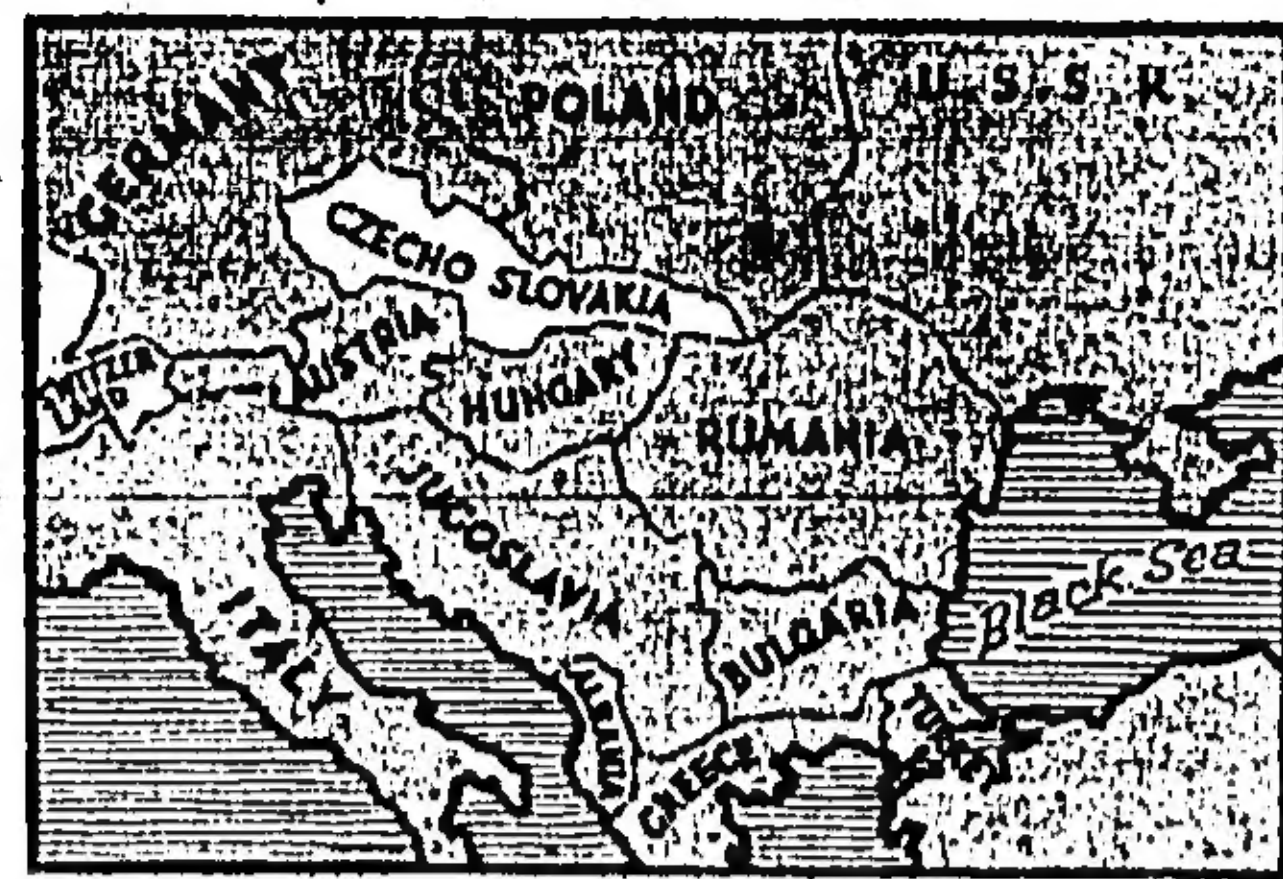 GERMANY
POLAND
U.S.S.R
CZECHO SLOVAKIA
AUSTRIA
HUNGARY
RUMANIA
JUGOSLAVIA
Black Sea
ITALY
BULGARIA
GREECE